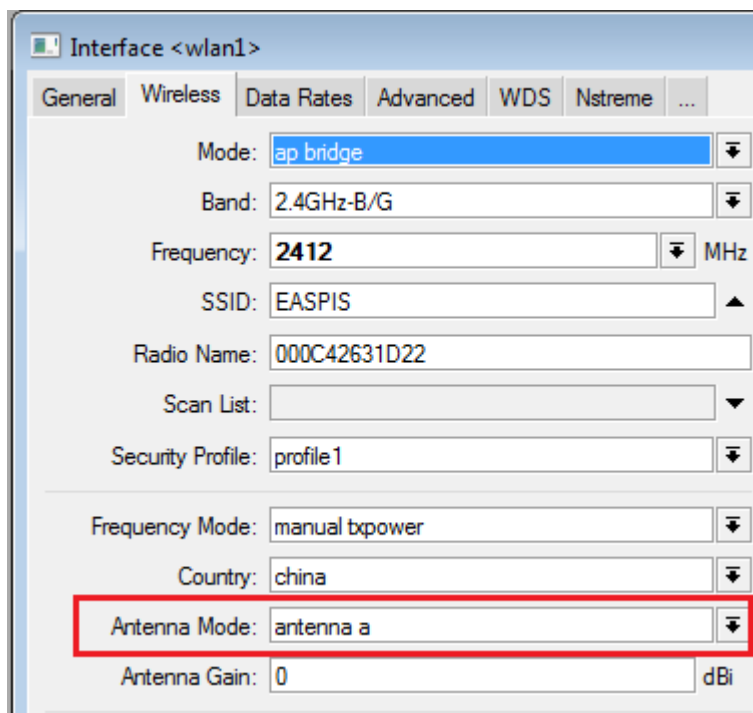 Interface <wlan1>
General Wireless Data Rates Advanced WDS Nstreme ...
Mode: ap bridge
Band: 2.4GHz-B/G
Frequency: 2412 MHz
SSID: EASPIS
Radio Name: 000C42631D22
Scan List:
Security Profile: profile1
Frequency Mode: manual txpower
Country: china
Antenna Mode: antenna a
Antenna Gain: 0 dBi